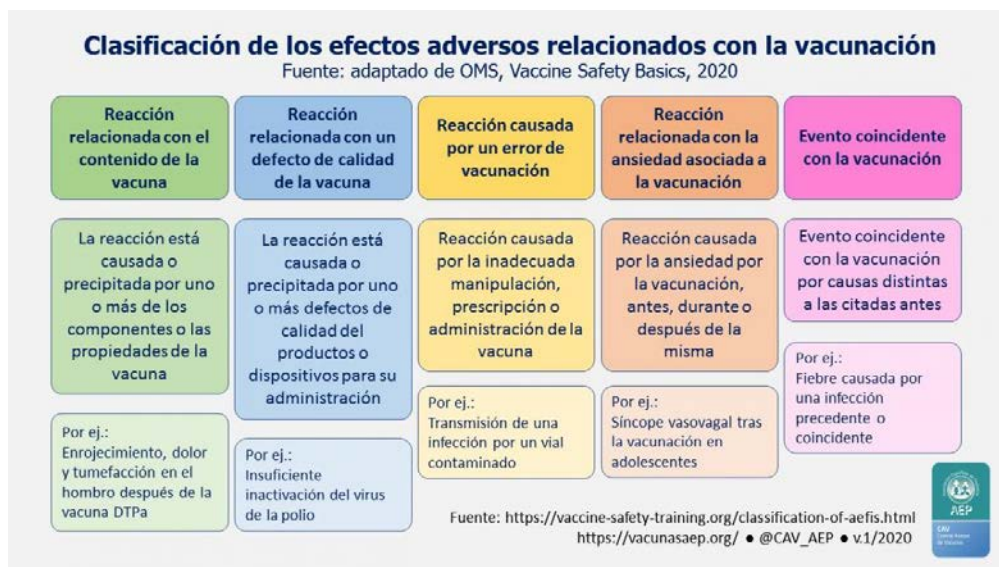 Clasificación de los efectos adversos relacionados con la vacunación
Fuente: adaptado de OMS, Vaccine Safety Basics, 2020
Reacción
relacionada con el
contenido de la
vacuna
La reacción está
causada o
precipitada por uno
o más de los
componentes o las
propiedades de la
vacuna
Por ej.:
Enrojecimiento, dolor
y tumefacción en el
hombro después de la
vacuna DTPa
Reacción
relacionada con un
defecto de calidad
de la vacuna
La reacción está
causada o
precipitada por uno
o más defectos de
calidad del
productos o
dispositivos para su
administración
Por ej.:
Insuficiente
inactivación del virus
de la polio
Reacción causada
por un error de
vacunación
Reacción causada
por la inadecuada
manipulación,
prescripción o
administración de la
vacuna
Por ej.:
Transmisión de una
infección por un vial
contaminado
Reacción
relacionada con la
ansiedad asociada a
la vacunación
Reacción causada
por la ansiedad por
la vacunación,
antes, durante o
después de la
misma
Por ej.:
Síncope vasovagal tras
la vacunación en
adolescentes
Evento coincidente
con la vacunación
Evento coincidente
con la vacunación
por causas distintas
a las citadas antes
Por ej.:
Fiebre causada por
una infección
precedente o
coincidente
Fuente: https://vaccine-safety-training.org/classification-of-aefis.html
https://vacunasaep.org/ ● @CAV_AEP ● v.1/2020
AEP
CAV